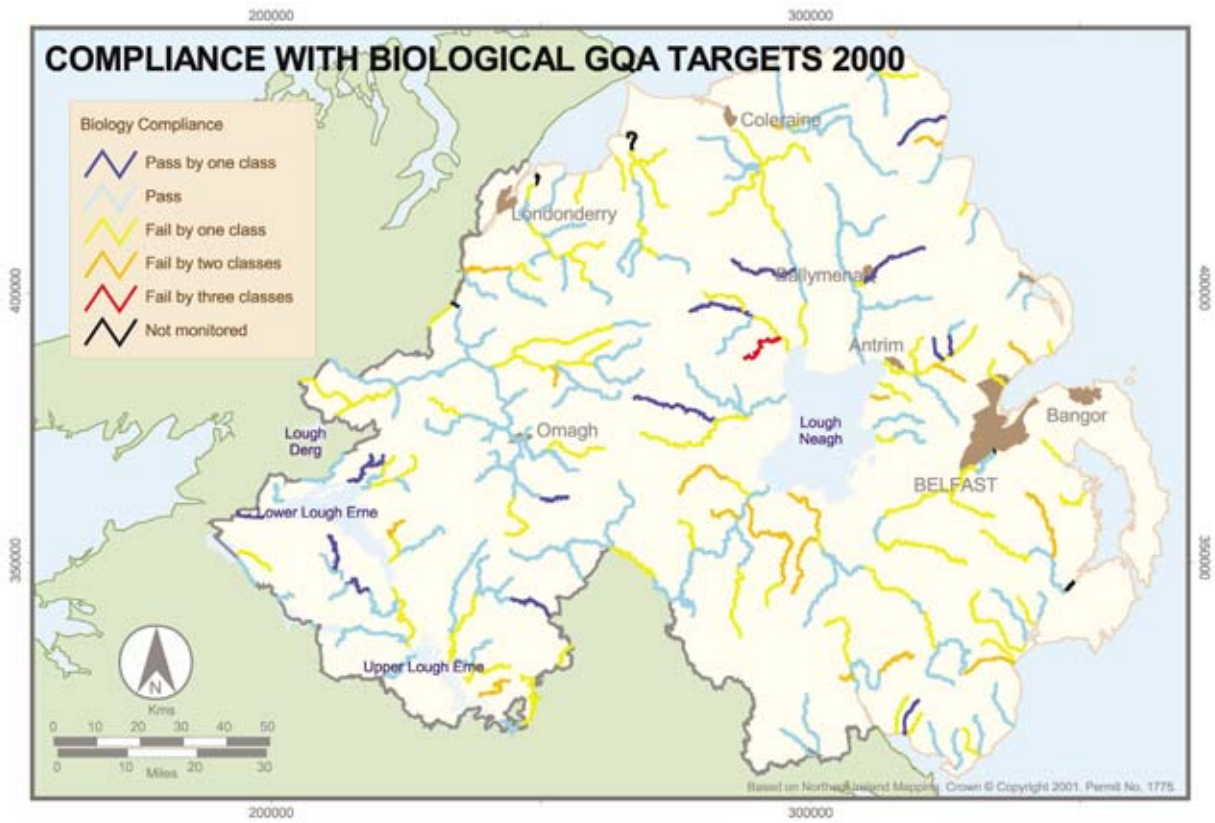 200000
300000
COMPLIANCE WITH BIOLOGICAL GQA TARGETS 2000
Biology Compliance
Pass by one class
Pass
Fail by one class
Fail by two classes
Fail by three classes
Not monitored
Coleraine
Londonderry
Ballymena
400000
400000
Antrim
Lough
Derg
Omagh
Lough
Neagh
Bangor
BELFAST
Lower Lough Erne
350000
350000
Upper Lough Erne
N
Kms
0 10 20 30 40 50
0 10 20 30
Miles
Based on Northern Ireland Mapping. Crown © Copyright 2001. Permit No. 1775.
200000
300000